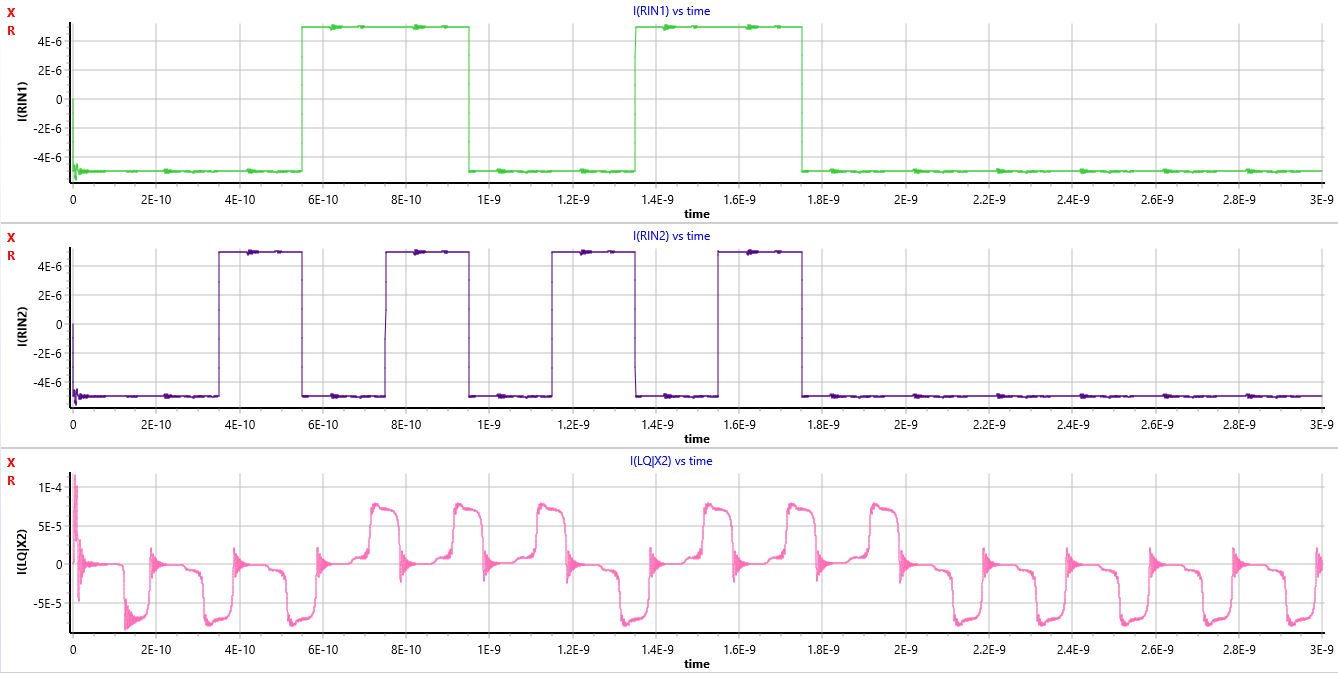 X
R
I(RIN1) vs time
I(RIN1)
4E-6
2E-6
0
-2E-6
-4E-6
0 2E-10 4E-10 6E-10 8E-10 1E-9 1.2E-9 1.4E-9 1.6E-9 1.8E-9 2E-9 2.2E-9 2.4E-9 2.6E-9 2.8E-9 3E-9
time
X
R
I(RIN2) vs time
I(RIN2)
4E-6
2E-6
0
-2E-6
-4E-6
0 2E-10 4E-10 6E-10 8E-10 1E-9 1.2E-9 1.4E-9 1.6E-9 1.8E-9 2E-9 2.2E-9 2.4E-9 2.6E-9 2.8E-9 3E-9
time
X
R
I(LQ|X2) vs time
I(LQ|X2)
1E-4
5E-5
0
-5E-5
0 2E-10 4E-10 6E-10 8E-10 1E-9 1.2E-9 1.4E-9 1.6E-9 1.8E-9 2E-9 2.2E-9 2.4E-9 2.6E-9 2.8E-9 3E-9
time